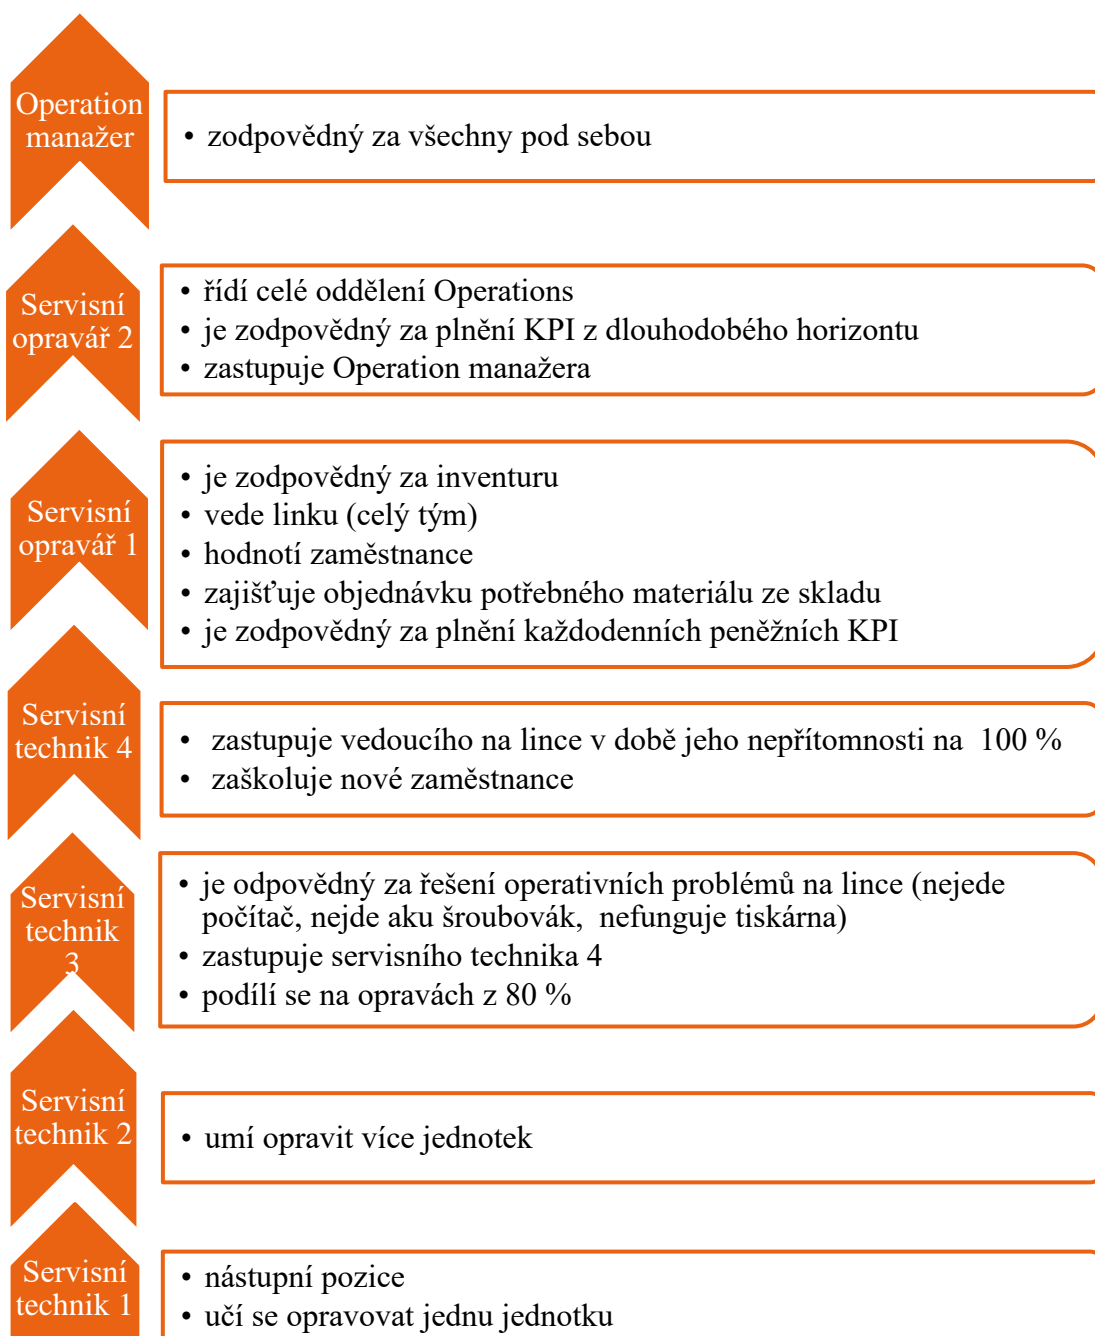 Operation
manažer
• zodpovědný za všechny pod sebou
Servisní
opravář 2
• řídí celé oddělení Operations
• je zodpovědný za plnění KPI z dlouhodobého horizontu
• zastupuje Operation manažera
Servisní
opravář 1
• je zodpovědný za inventuru
• vede linku (celý tým)
• hodnotí zaměstnance
• zajišťuje objednávku potřebného materiálu ze skladu
• je zodpovědný za plnění každodenních peněžních KPI
Servisní
technik 4
• zastupuje vedoucího na lince v době jeho nepřítomnosti na 100 %
• zaškoluje nové zaměstnance
Servisní
technik
3
• je odpovědný za řešení operativních problémů na lince (nejede
počítač, nejde aku šroubovák, nefunguje tiskárna)
• zastupuje servisního technika 4
• podílí se na opravách z 80 %
Servisní
technik 2
• umí opravit více jednotek
Servisní
technik 1
• nástupní pozice
• učí se opravovat jednu jednotku